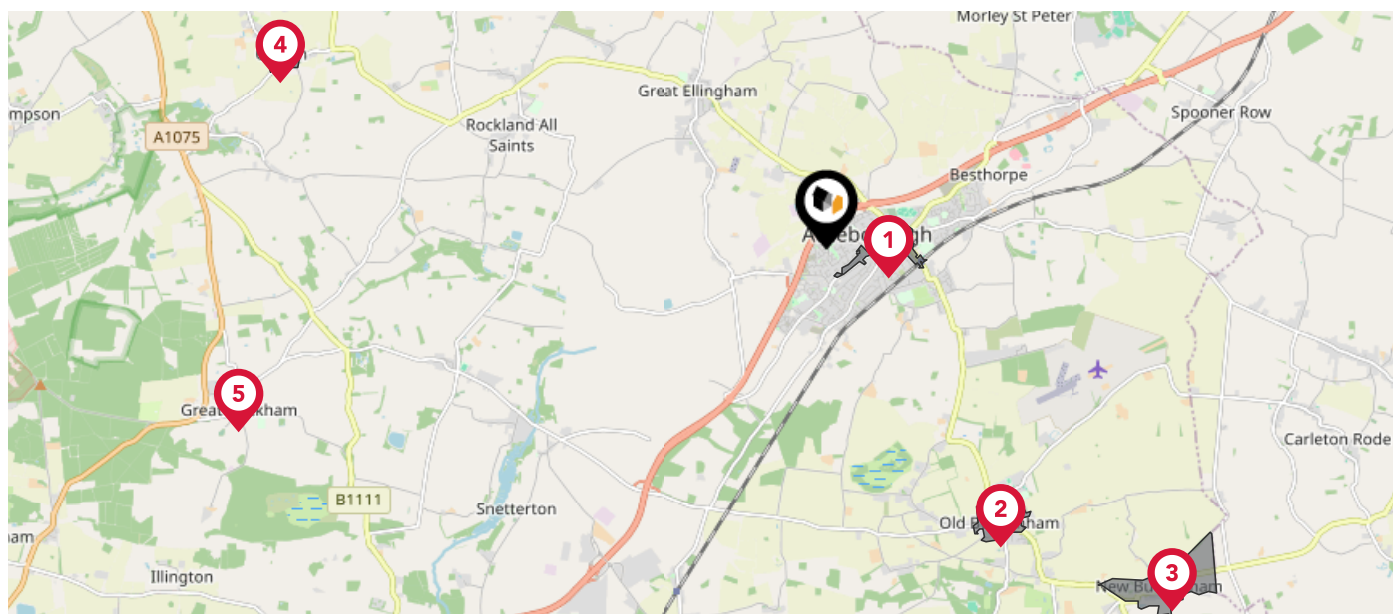 Morley St Peter
4
Great Ellingham
mpson
Spooner Row
Rockland All
Saints
A1075
Besthorpe
1
5
2
3
Carleton Rode
B1111
Snetterton
ham
Illington